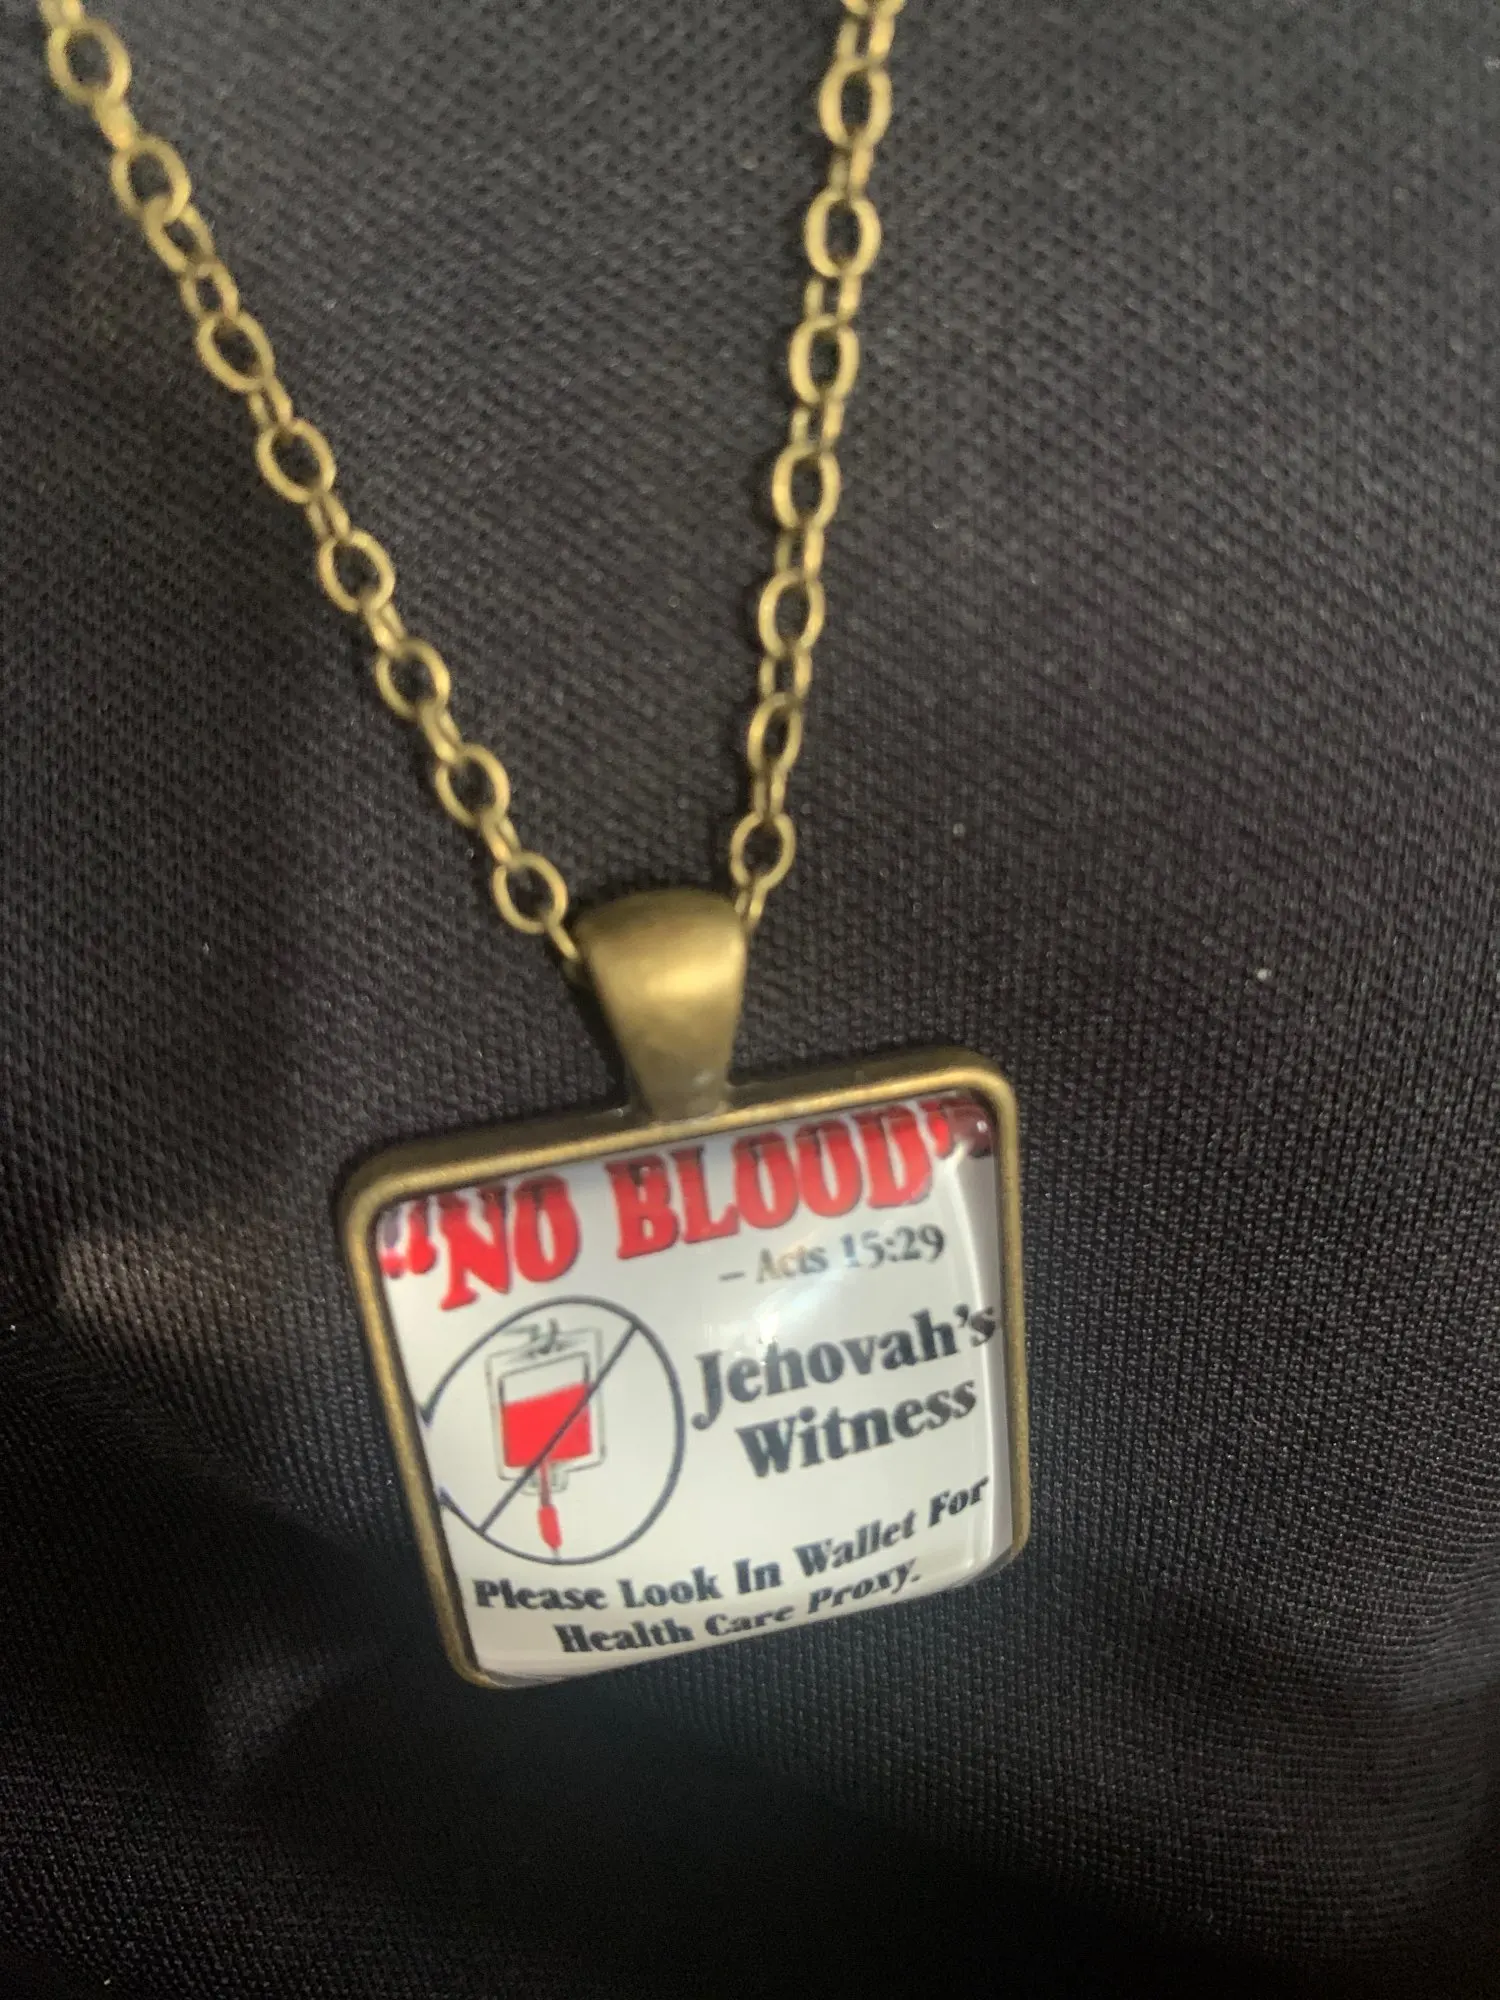 "NO BLOOD"
– Acts 15:29
Jehovah's
Witness
Please Look In Wallet For
Health Care Proxy.